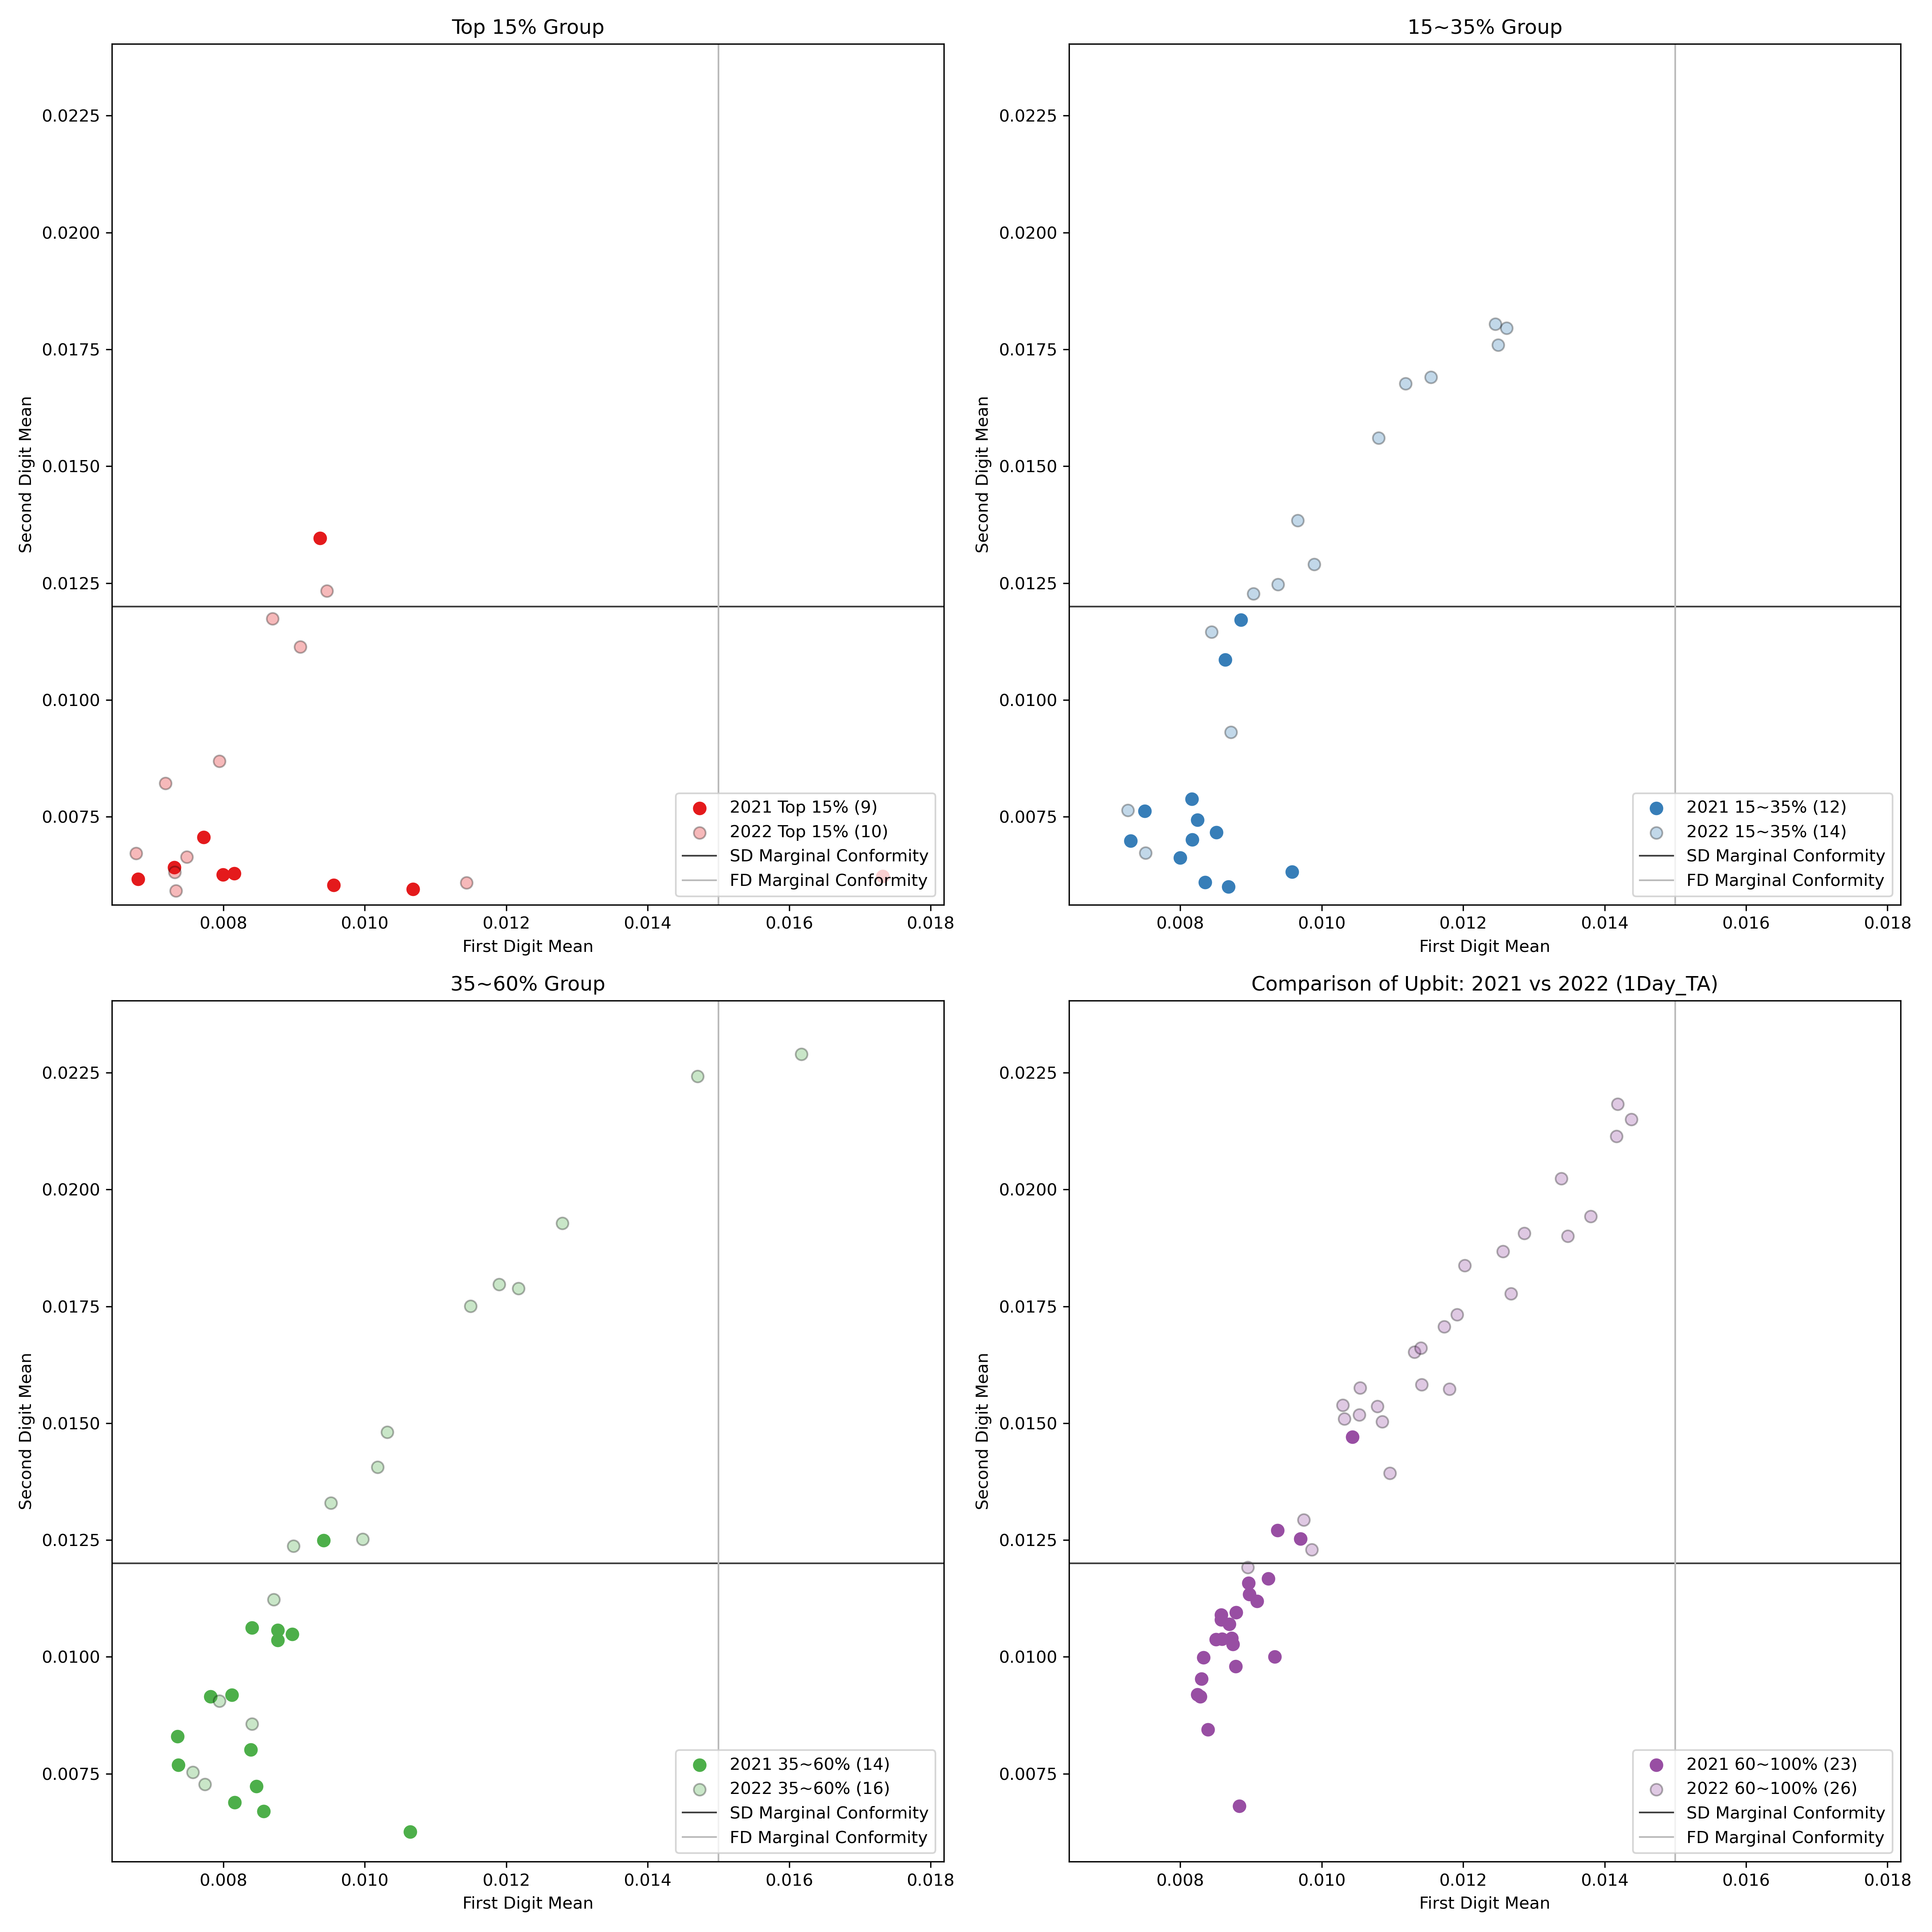 Top 15% Group
0.0225
0.0200
0.0175
0.0150
0.0125
0.0100
0.0075
Second Digit Mean
2021 Top 15% (9)
2022 Top 15% (10)
SD Marginal Conformity
FD Marginal Conformity
0.008 0.010 0.012 0.014 0.016 0.018
First Digit Mean
15~35% Group
0.0225
0.0200
0.0175
0.0150
0.0125
0.0100
0.0075
Second Digit Mean
2021 15~35% (12)
2022 15~35% (14)
SD Marginal Conformity
FD Marginal Conformity
0.008 0.010 0.012 0.014 0.016 0.018
First Digit Mean
35~60% Group
0.0225
0.0200
0.0175
0.0150
0.0125
0.0100
0.0075
Second Digit Mean
2021 35~60% (14)
2022 35~60% (16)
SD Marginal Conformity
FD Marginal Conformity
0.008 0.010 0.012 0.014 0.016 0.018
First Digit Mean
Comparison of Upbit: 2021 vs 2022 (1Day_TA)
0.0225
0.0200
0.0175
0.0150
0.0125
0.0100
0.0075
Second Digit Mean
2021 60~100% (23)
2022 60~100% (26)
SD Marginal Conformity
FD Marginal Conformity
0.008 0.010 0.012 0.014 0.016 0.018
First Digit Mean